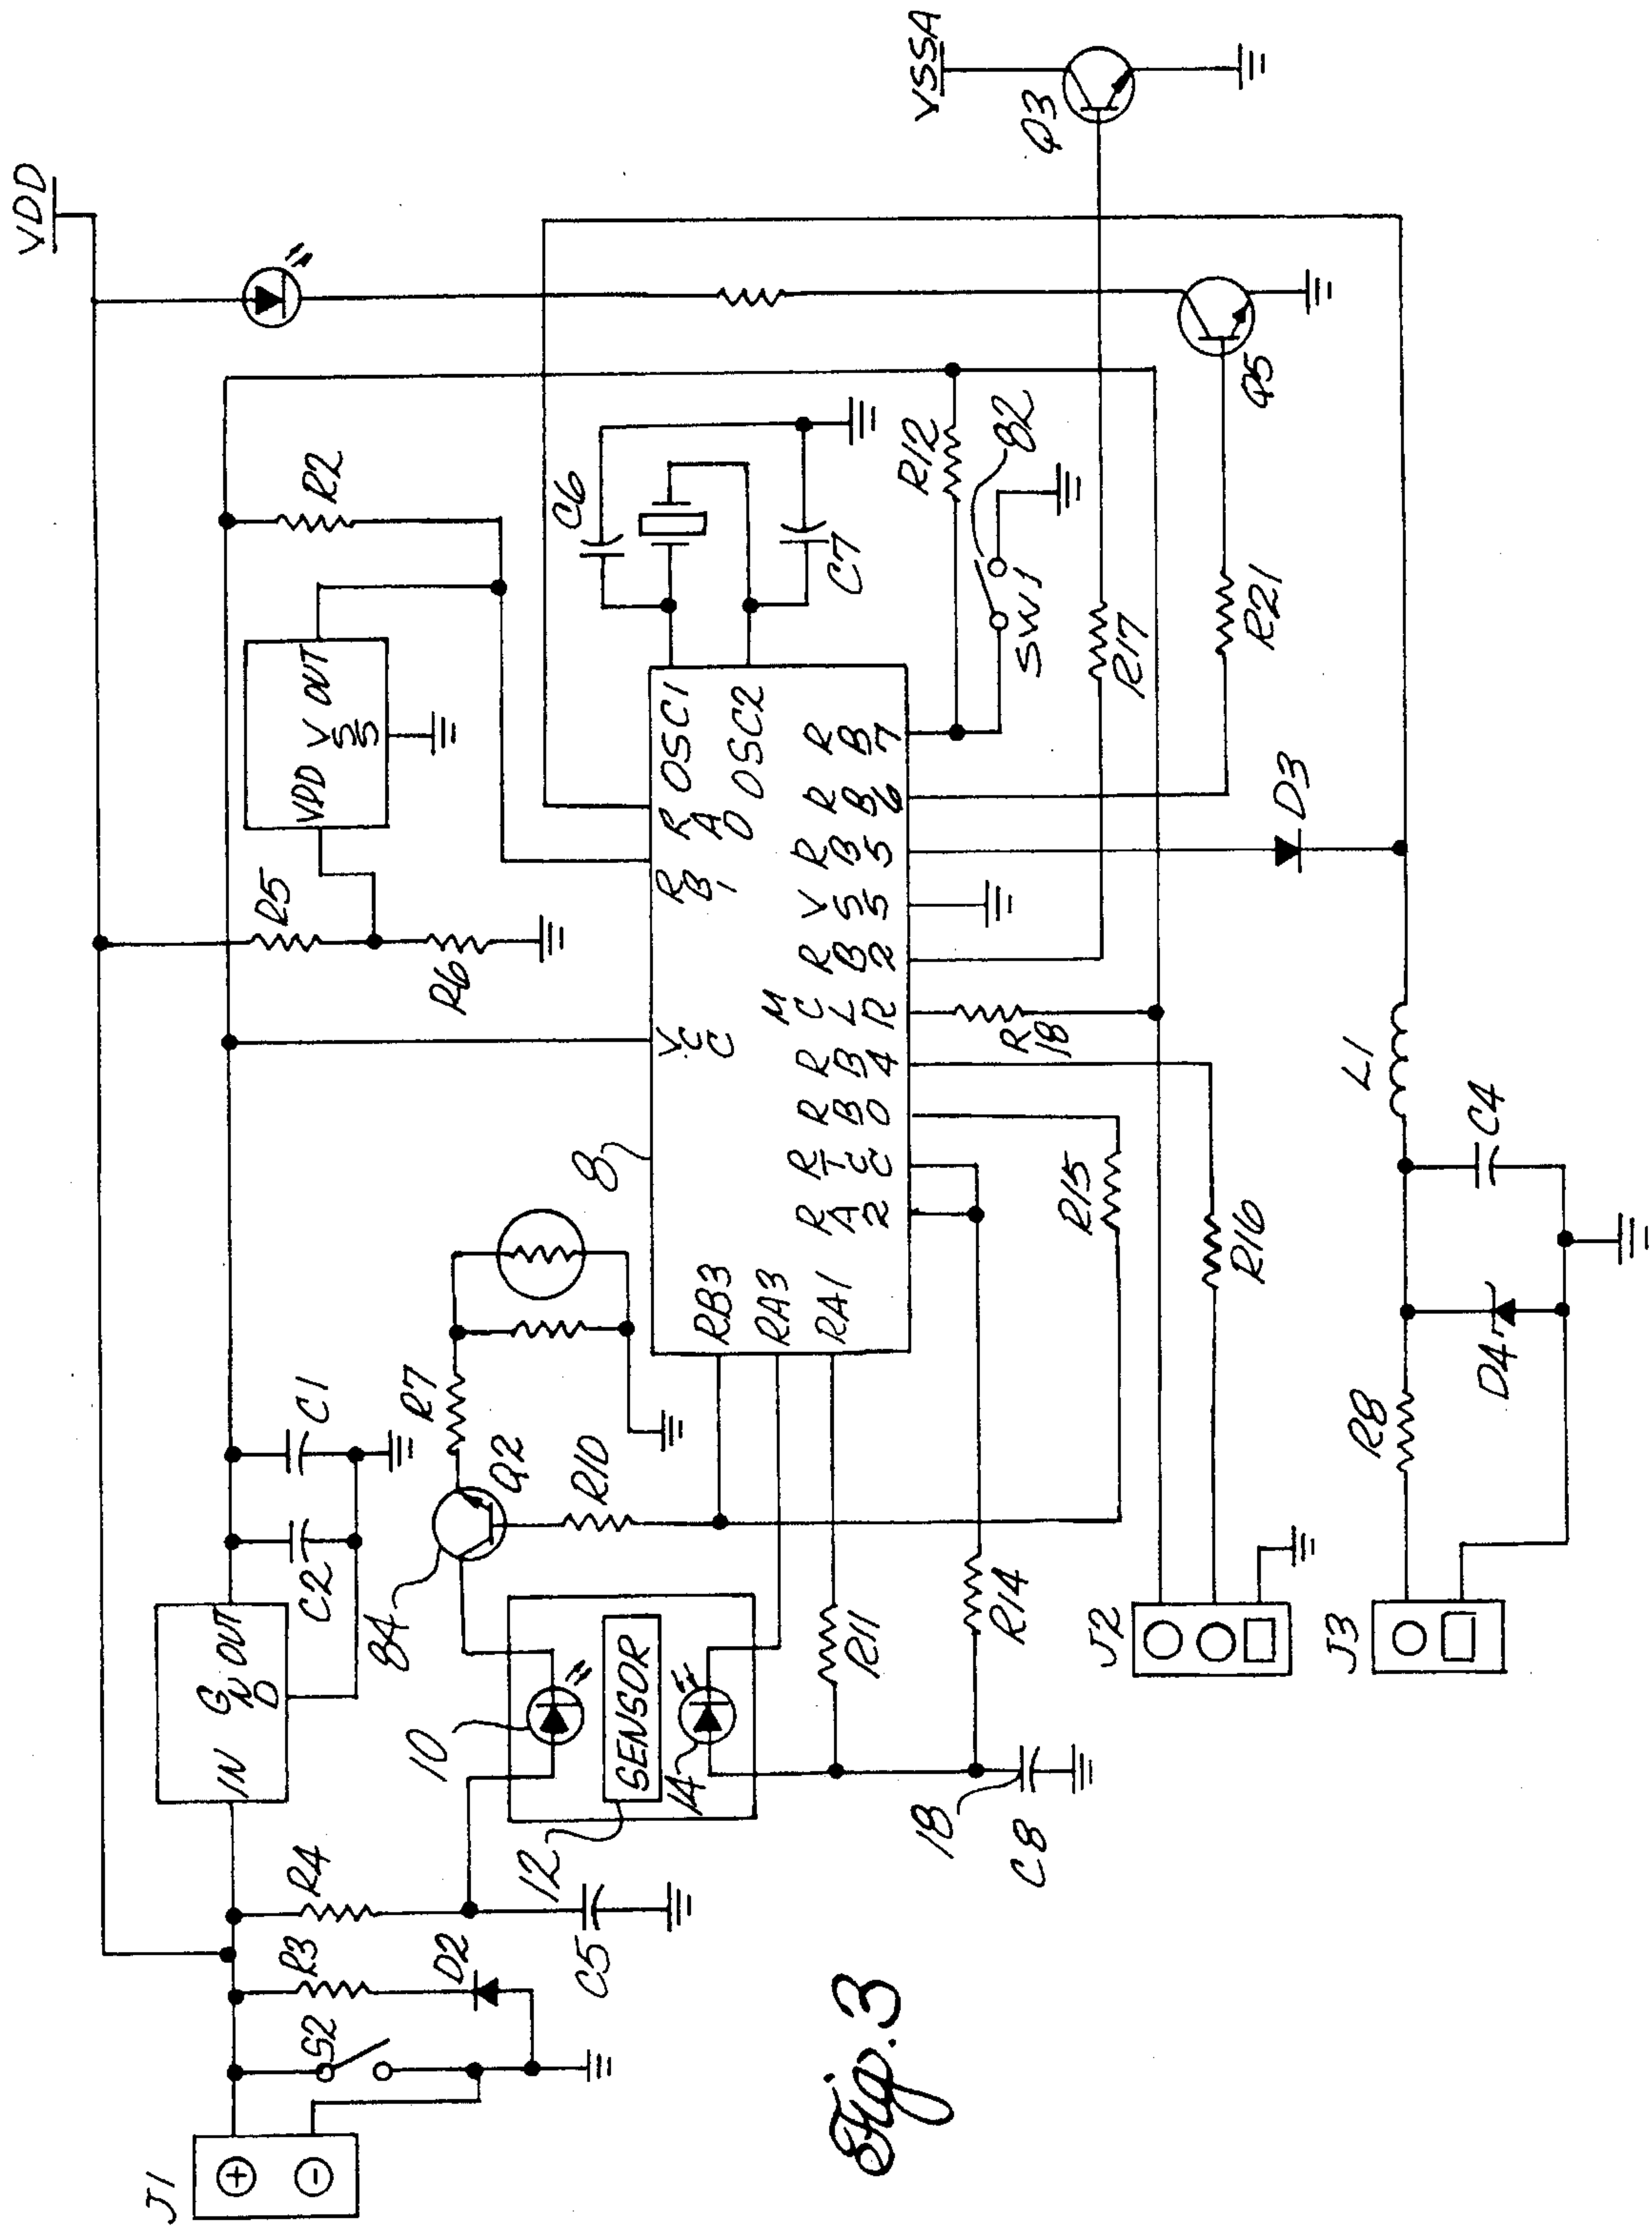 VDD
VSSA
Q3
Q5
R2
C6
C7
R12
82
SW1
R17
R21
VDD VSS OUT
R5
R6
D3
OSC1
OSC2
RA0
RB1
VCC
RB7
RB6
RB5
VSS
RB2
MCLR
RB4
RB0
RTCC
RA2
RB3
RA3
RA1
8
R18
R15
R16
L1
C4
D4
R8
R7
Q2
R10
84
C1
C2
IN GND OUT
10
SENSOR
12
14
R11
R14
18
C8
J2
J3
R4
R3
D2
C5
S2
J1
+
-
Fig. 3